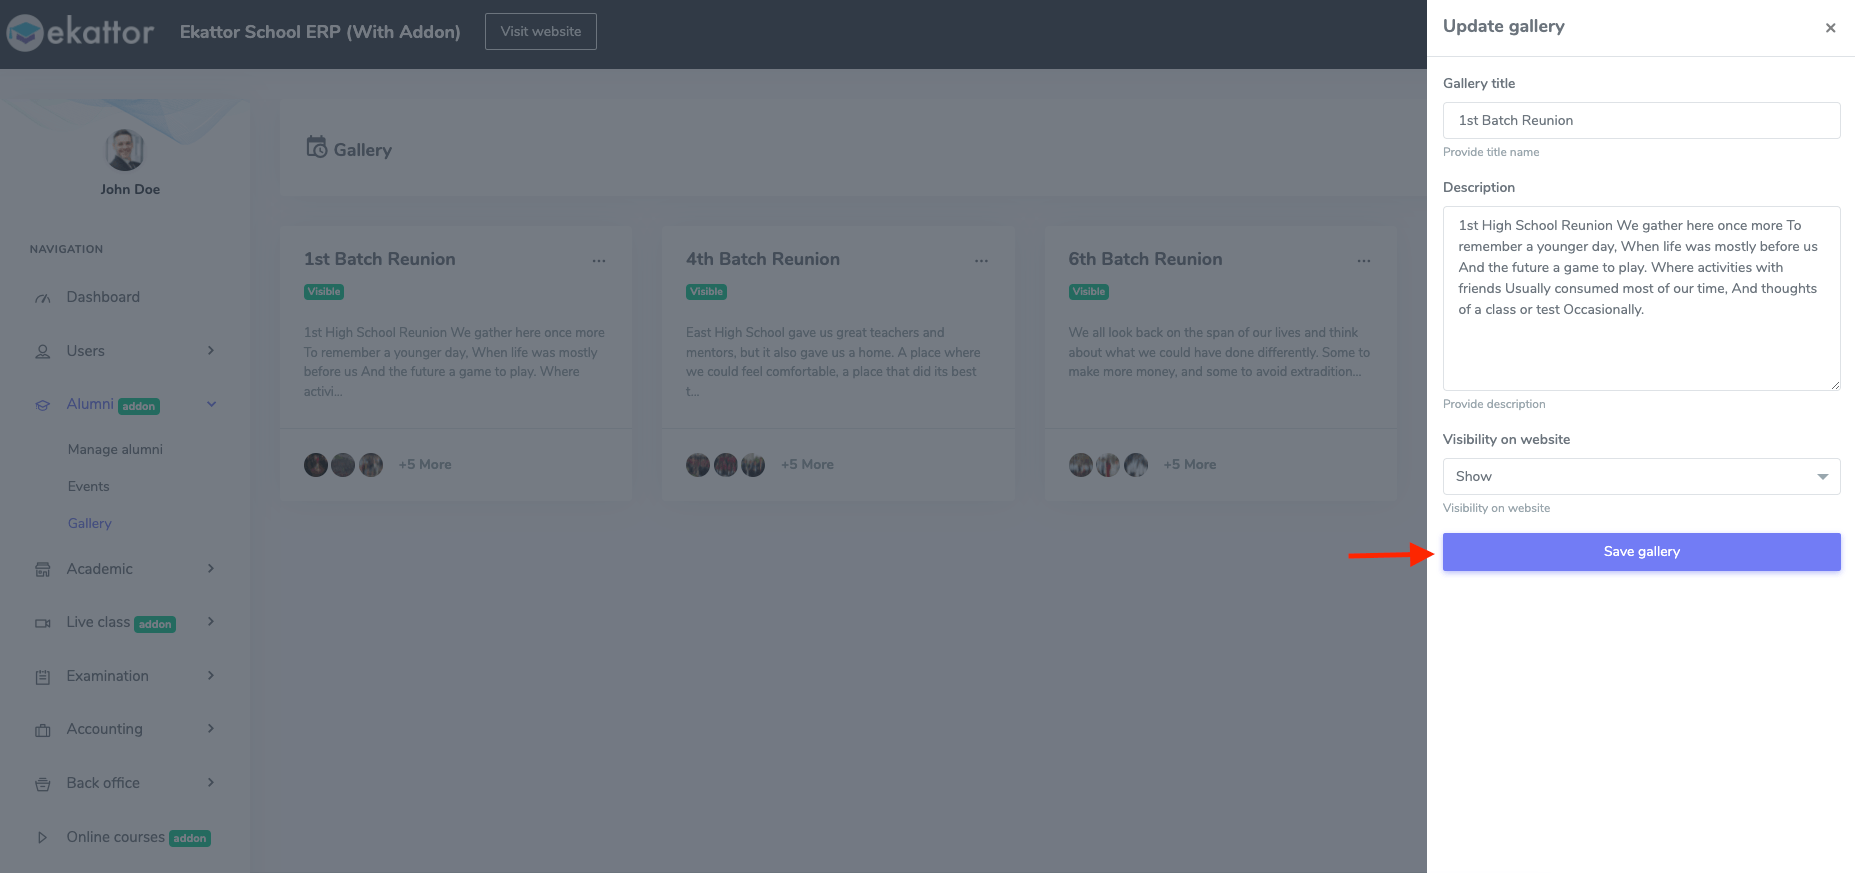 ekattor
Ekattor School ERP (With Addon)
Visit website
John Doe
NAVIGATION
Dashboard
Users
Alumni addon
Manage alumni
Events
Gallery
Academic
Live class addon
Examination
Accounting
Back office
Online courses addon
Gallery
1st Batch Reunion ...
Visible
1st High School Reunion We gather here once more
To remember a younger day, When life was mostly
before us And the future a game to play. Where
activi...
+5 More
4th Batch Reunion ...
Visible
East High School gave us great teachers and
mentors, but it also gave us a home. A place where
we could feel comfortable, a place that did its best
t...
+5 More
6th Batch Reunion ...
Visible
We all look back on the span of our lives and think
about what we could have done differently. Some to
make more money, and some to avoid extradition...
+5 More
Update gallery ×
Gallery title
1st Batch Reunion
Provide title name
Description
1st High School Reunion We gather here once more To
remember a younger day, When life was mostly before us
And the future a game to play. Where activities with
friends Usually consumed most of our time, And thoughts
of a class or test Occasionally.
Provide description
Visibility on website
Show
Visibility on website
Save gallery